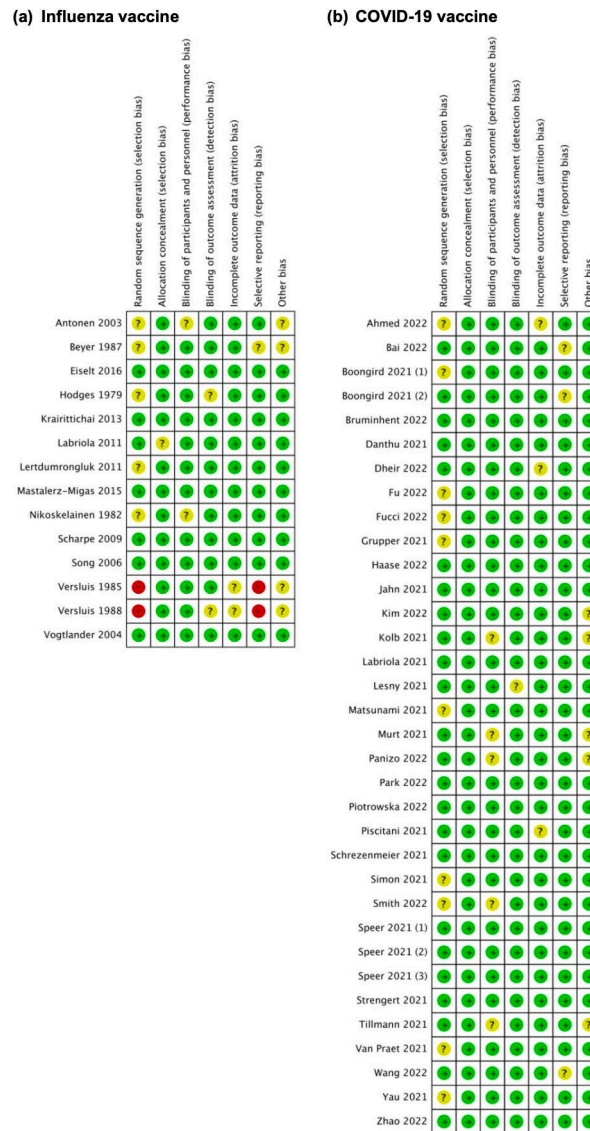 (a) Influenza vaccine
Random sequence generation (selection bias)
Allocation concealment (selection bias)
Blinding of participants and personnel (performance bias)
Blinding of outcome assessment (detection bias)
Incomplete outcome data (attrition bias)
Selective reporting (reporting bias)
Other bias
Antonen 2003 ? + ? + + + ?
Beyer 1987 ? + + + + ? ?
Eiselt 2016 + + + + + + +
Hodges 1979 ? + + ? + + +
Krairittichai 2013 + + + + + + +
Labriola 2011 + ? + + + + +
Lertdumrongluk 2011 ? + + + + + +
Mastalerz-Migas 2015 + + + + + + +
Nikoskelainen 1982 ? + ? + + + +
Scharpe 2009 + + + + + + +
Song 2006 + + + + + + +
Versluis 1985 - + + + ? - ?
Versluis 1988 - + + ? ? - ?
Vogtlander 2004 + + + + + + +
(b) COVID-19 vaccine
Random sequence generation (selection bias)
Allocation concealment (selection bias)
Blinding of participants and personnel (performance bias)
Blinding of outcome assessment (detection bias)
Incomplete outcome data (attrition bias)
Selective reporting (reporting bias)
Other bias
Ahmed 2022 ? + + + ? + +
Bai 2022 + + + + + ? +
Boongird 2021 (1) ? + + + + + +
Boongird 2021 (2) + + + + + ? +
Bruminhent 2022 + + + + + + +
Danthu 2021 + + + + + + +
Dheir 2022 + + + + ? + +
Fu 2022 ? + + + + + +
Fucci 2022 ? + + + + + +
Grupper 2021 ? + + + + + +
Haase 2022 + + + + + + +
Jahn 2021 + + + + + + +
Kim 2022 + + + + + + ?
Kolb 2021 + + ? + + + ?
Labriola 2021 + + + + + + +
Lesny 2021 + + + ? + + +
Matsunami 2021 ? + + + + + +
Murt 2021 + + ? + + + ?
Panizo 2022 + + ? + + + ?
Park 2022 + + + + + + +
Piotrowska 2022 + + + + + + +
Piscitani 2021 + + + + ? + +
Schrezenmeier 2021 + + + + + + +
Simon 2021 ? + + + + + +
Smith 2022 ? + ? + + + +
Speer 2021 (1) + + + + + + +
Speer 2021 (2) + + + + + + +
Speer 2021 (3) + + + + + + +
Strengert 2021 + + + + + + +
Tillmann 2021 + + ? + + + ?
Van Praet 2021 ? + + + + + +
Wang 2022 + + + + + ? +
Yau 2021 ? + + + + + +
Zhao 2022 + + + + + + +